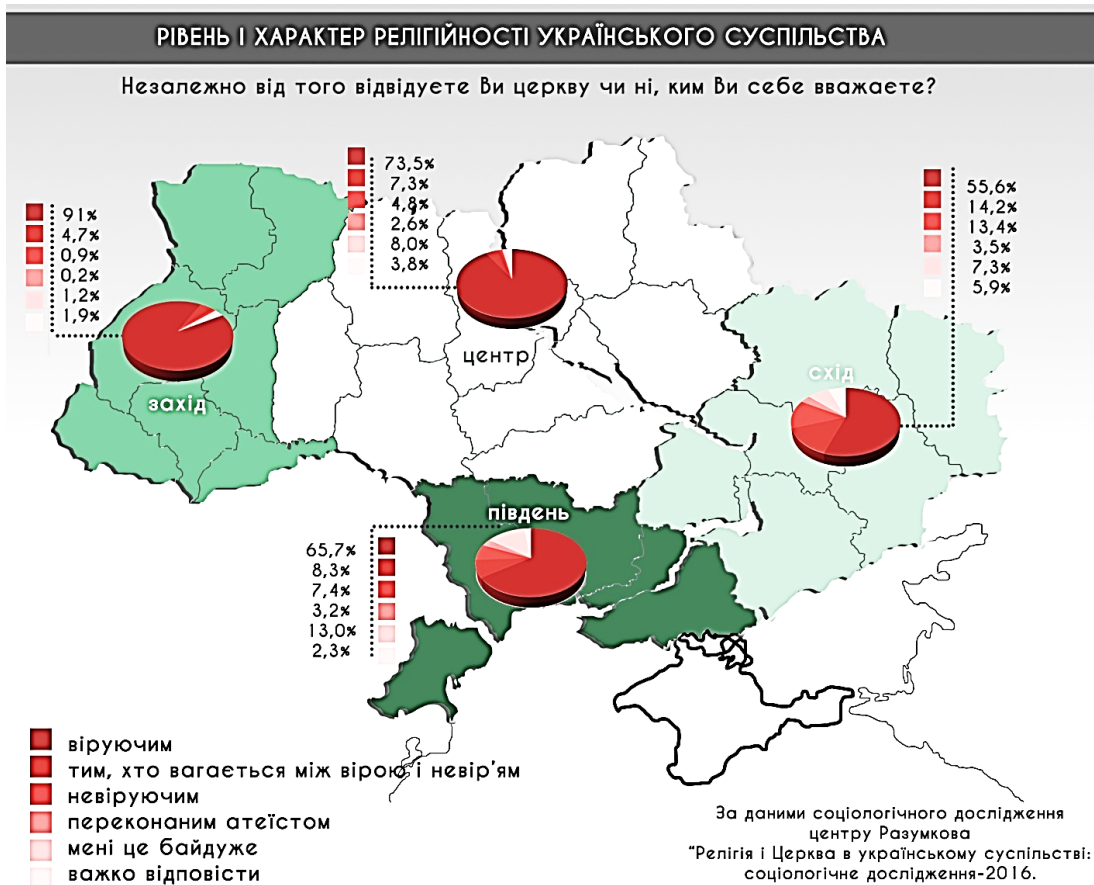 РІВЕНЬ І ХАРАКТЕР РЕЛІГІЙНОСТІ УКРАЇНСЬКОГО СУСПІЛЬСТВА
Незалежно від того відвідуєте Ви церкву чи ні, ким Ви себе вважаєте?
91%
4,7%
0,9%
0,2%
1,2%
1,9%
захід
73,5%
7,3%
4,8%
2,6%
8,0%
3,8%
центр
55,6%
14,2%
13,4%
3,5%
7,3%
5,9%
схід
південь
65,7%
8,3%
7,4%
3,2%
13,0%
2,3%
віруючим
тим, хто вагається між вірою і невір'ям
невіруючим
переконаним атеїстом
мені це байдуже
важко відповісти
За даними соціологічного дослідження
центру Разумкова
"Релігія і Церква в українському суспільстві:
соціологічне дослідження-2016.